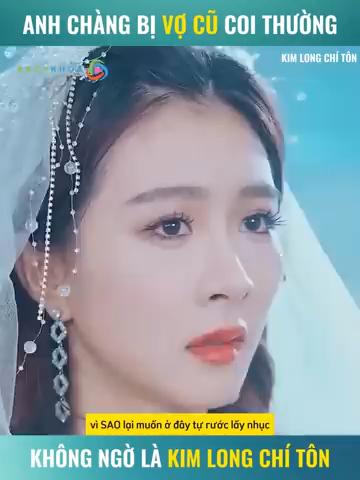 ANH CHÀNG BỊ VỢ CŨ COI THƯỜNG
KIM LONG CHÍ TÔN
vì SAO lại muốn ở đây tự rước lấy nhục
KHÔNG NGỜ LÀ KIM LONG CHÍ TÔN